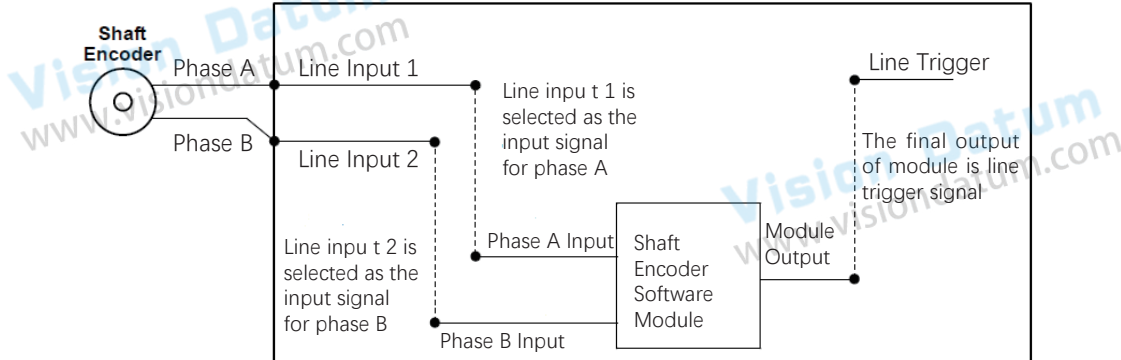 Shaft
Encoder
Phase A
Phase B
Line Input 1
Line Input 2
Line inpu t 1 is
selected as the
input signal
for phase A
Line inpu t 2 is
selected as the
input signal
for phase B
Phase A Input
Phase B Input
Shaft
Encoder
Software
Module
Module
Output
Line Trigger
The final output
of module is line
trigger signal
Vision Datum
www.visiondatum.com
Vision Datum
www.visiondatum.com